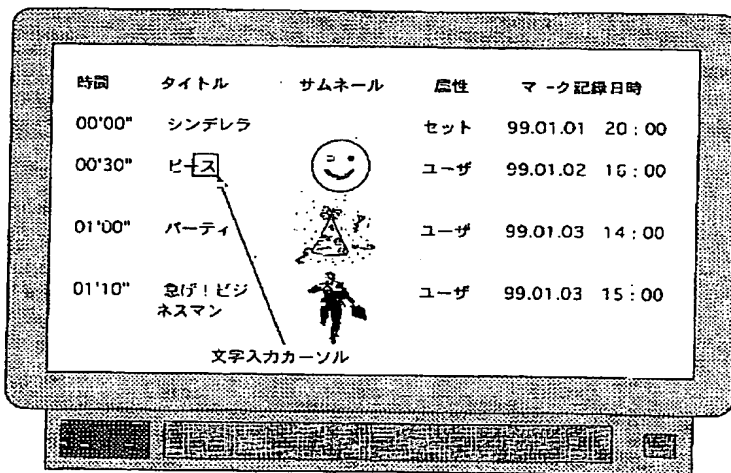 時間 タイトル サムネール 属性 マーク記録日時
00'00" シンデレラ セット 99.01.01 20:00
00'30" ピース ユーザ 99.01.02 16:00
01'00" パーティ ユーザ 99.01.03 14:00
01'10" 急げ!ビジ ユーザ 99.01.03 15:00
ネスマン
文字入力カーソル